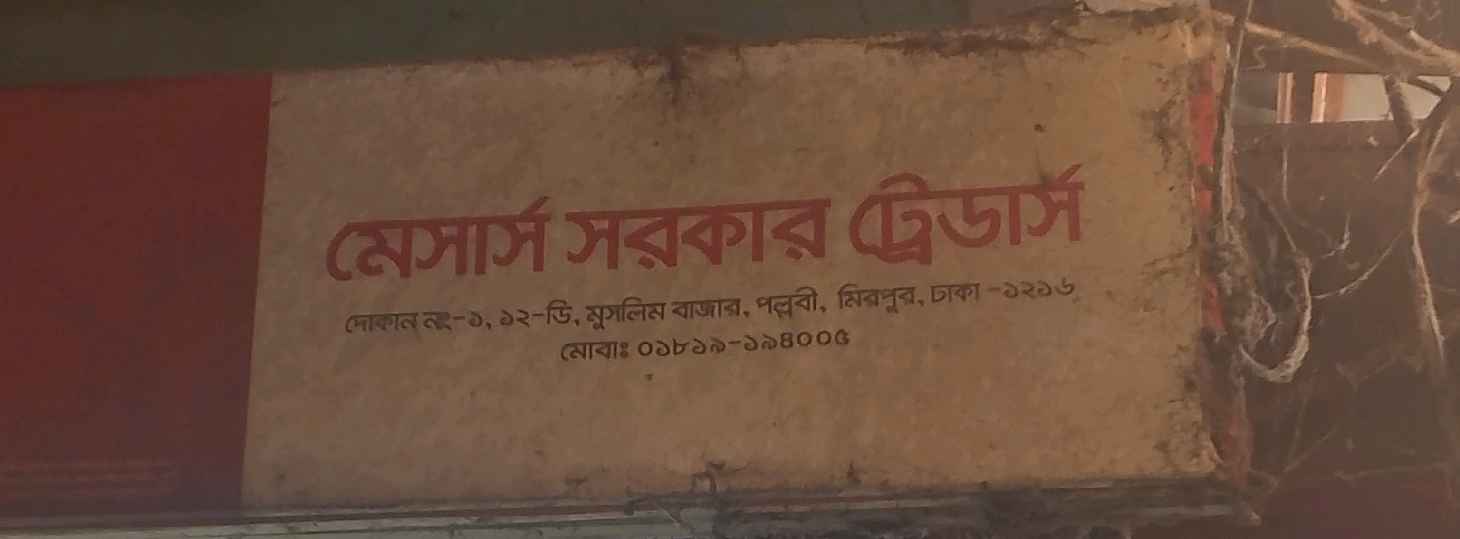 মেসার্স সরকার ট্রেডার্স
দোকান নং-১, ১২-ডি, মুসলিম বাজার, পল্লবী, মিরপুর, ঢাকা -১২১৬
মোবাঃ ০১৮১৯-১৯৪০০৫